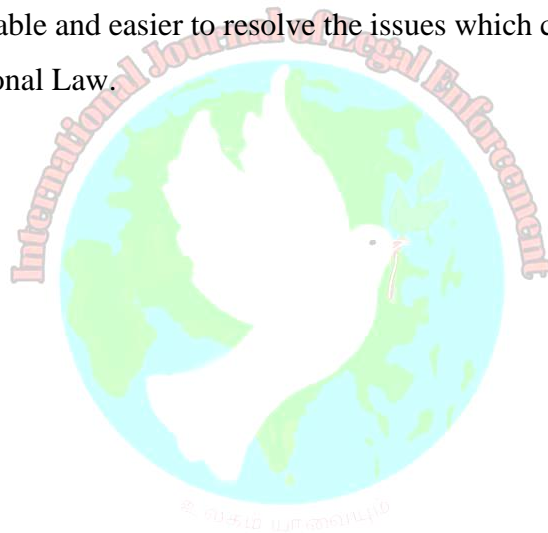 able and easier to resolve the issues which c
onal Law.
International Journal of Legal Enforcement